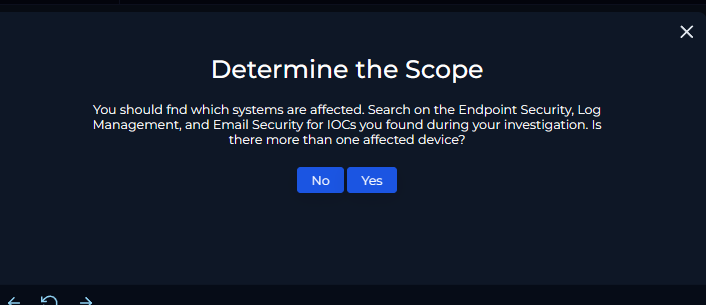 Determine the Scope
You should fnd which systems are affected. Search on the Endpoint Security, Log
Management, and Email Security for IOCs you found during your investigation. Is
there more than one affected device?
No Yes